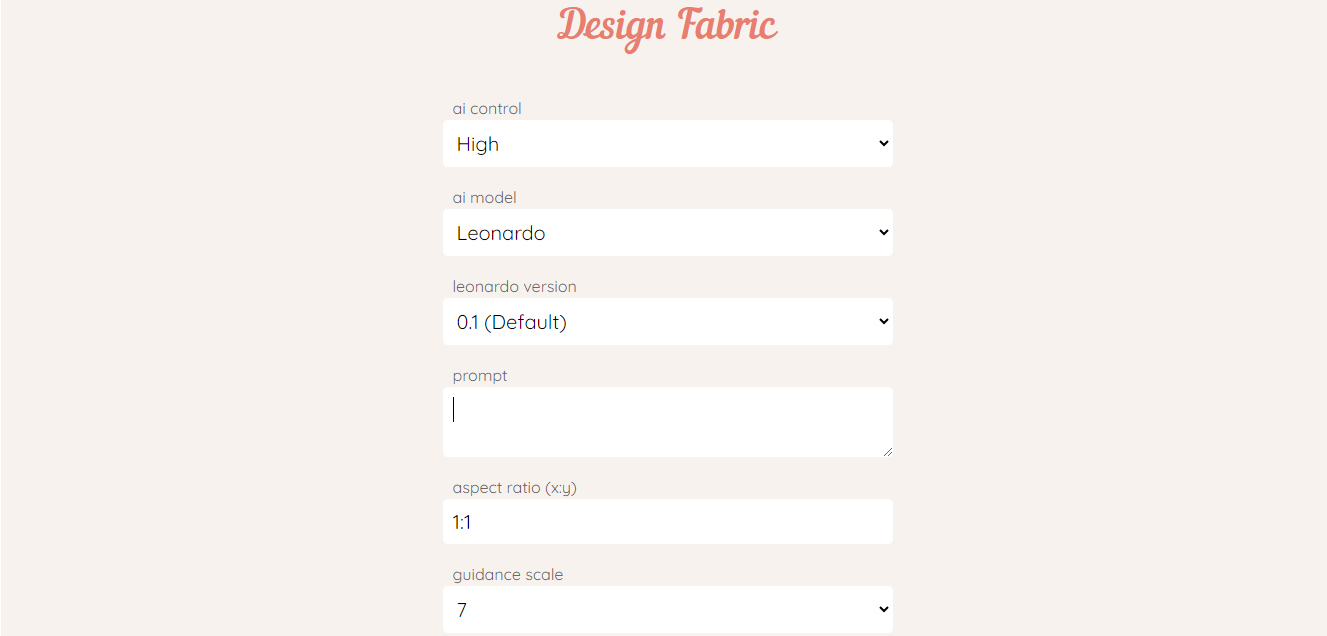 Design Fabric
ai control
High
ai model
Leonardo
leonardo version
0.1 (Default)
prompt
aspect ratio (x:y)
1:1
guidance scale
7